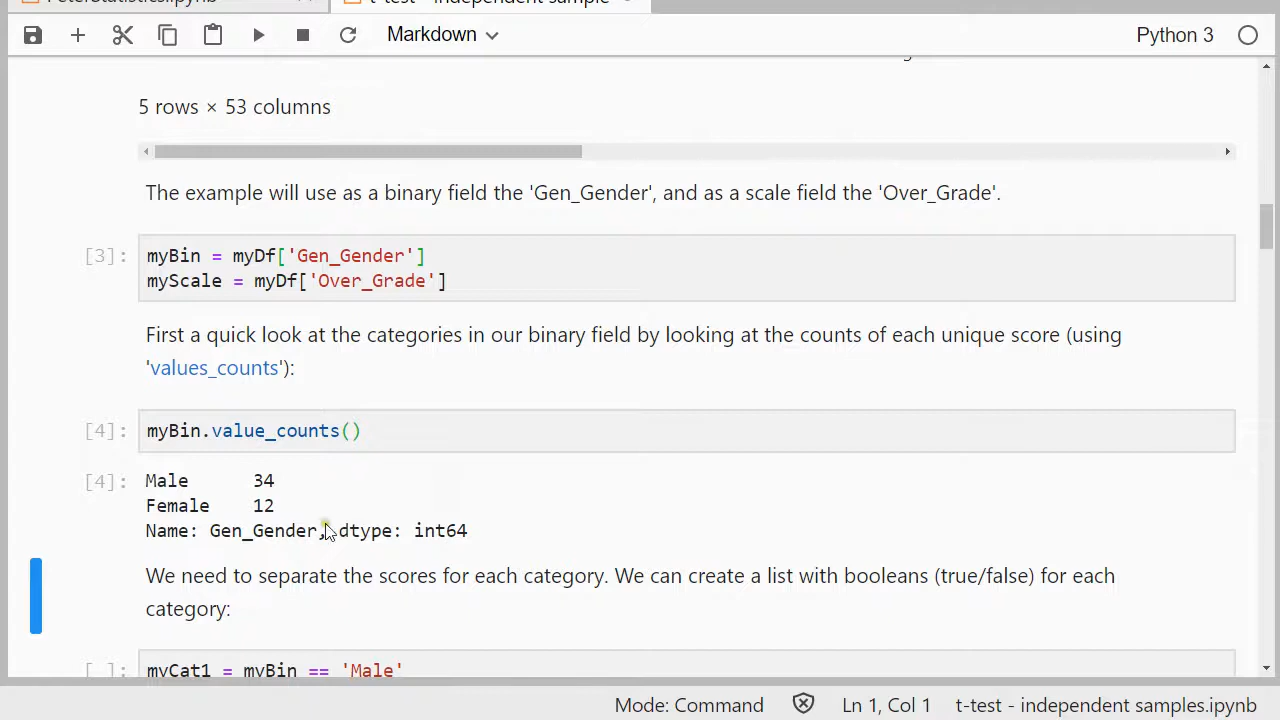 PeterStatistics.ipynb
t-test - independent sample
Markdown
Python 3
5 rows × 53 columns
The example will use as a binary field the 'Gen_Gender', and as a scale field the 'Over_Grade'.
[3]: myBin = myDf['Gen_Gender']
myScale = myDf['Over_Grade']
First a quick look at the categories in our binary field by looking at the counts of each unique score (using
'values_counts'):
[4]: myBin.value_counts()
[4]: Male 34
Female 12
Name: Gen_Gender, dtype: int64
We need to separate the scores for each category. We can create a list with booleans (true/false) for each
category:
[ ]: myCat1 = myBin == 'Male'
Mode: Command
Ln 1, Col 1
t-test - independent samples.ipynb